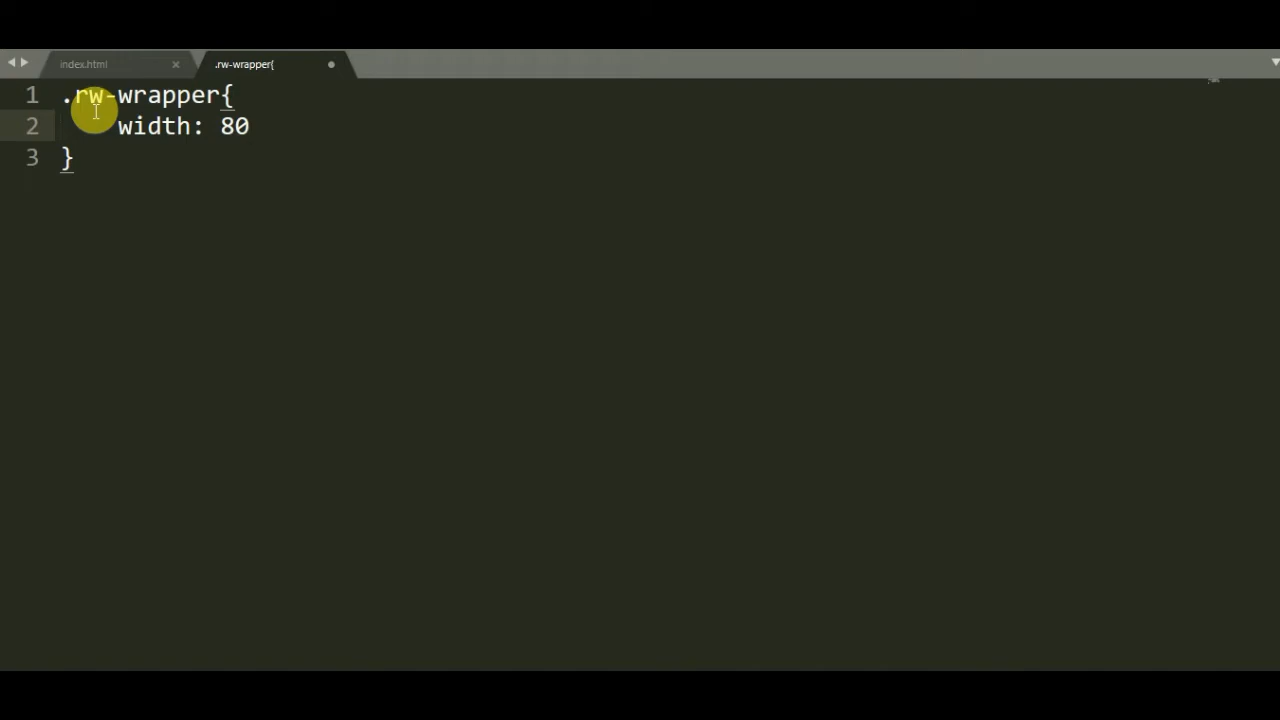 index.html × .rw-wrapper{
1 .rw-wrapper{
2 width: 80
3 }